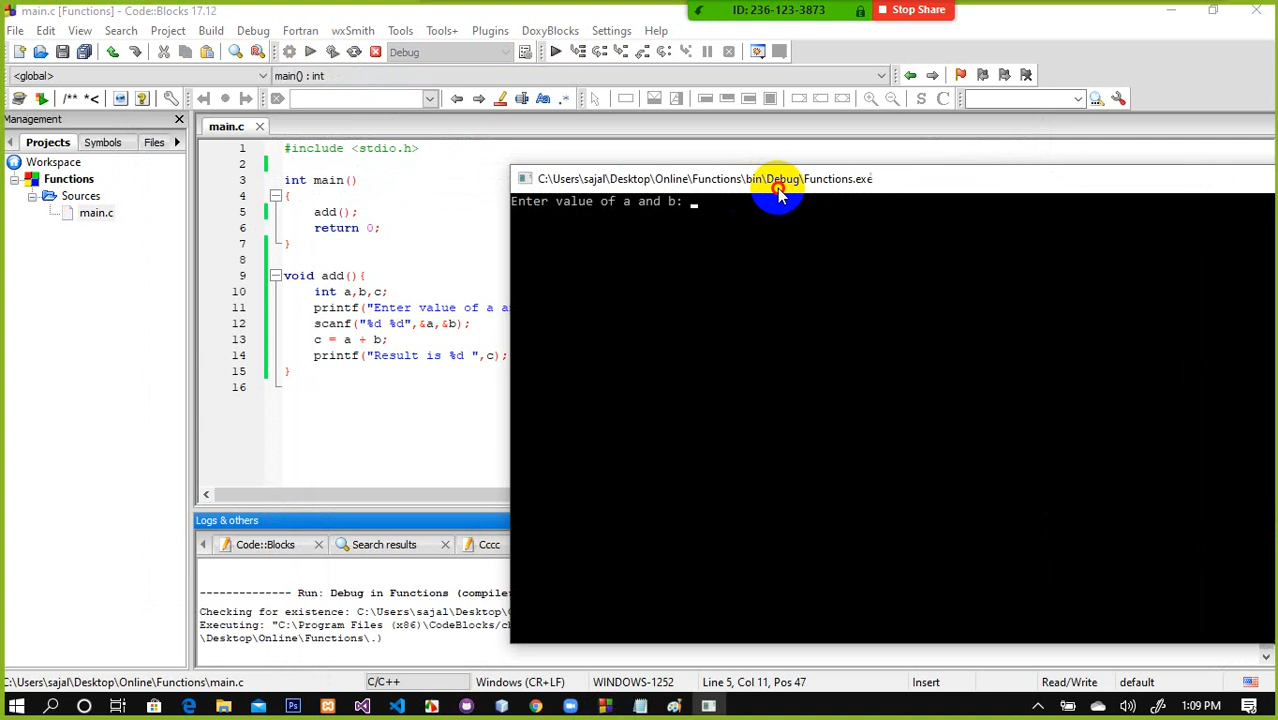 main.c [Functions] - Code::Blocks 17.12
ID: 236-123-3873
Stop Share
File Edit View Search Project Build Debug Fortran wxSmith Tools Tools+ Plugins DoxyBlocks Settings Help
Debug
<global>
main() : int
/** *<
.*
S C
Management
main.c
Projects Symbols Files
Workspace
Functions
Sources
main.c
1 #include <stdio.h>
2
3 int main()
4 {
5 add();
6 return 0;
7 }
8
9 void add(){
10 int a,b,c;
11 printf("Enter value of a a
12 scanf("%d %d",&a,&b);
13 c = a + b;
14 printf("Result is %d ",c);
15 }
16
C:\Users\sajal\Desktop\Online\Functions\bin\Debug\Functions.exe
Enter value of a and b:
Logs & others
Code::Blocks Search results Cccc
-------------- Run: Debug in Functions (compile
Checking for existence: C:\Users\sajal\Desktop\
Executing: "C:\Program Files (x86)\CodeBlocks/c
\Desktop\Online\Functions\.)
C:\Users\sajal\Desktop\Online\Functions\main.c C/C++ Windows (CR+LF) WINDOWS-1252 Line 5, Col 11, Pos 47 Insert Read/Write default
1:09 PM